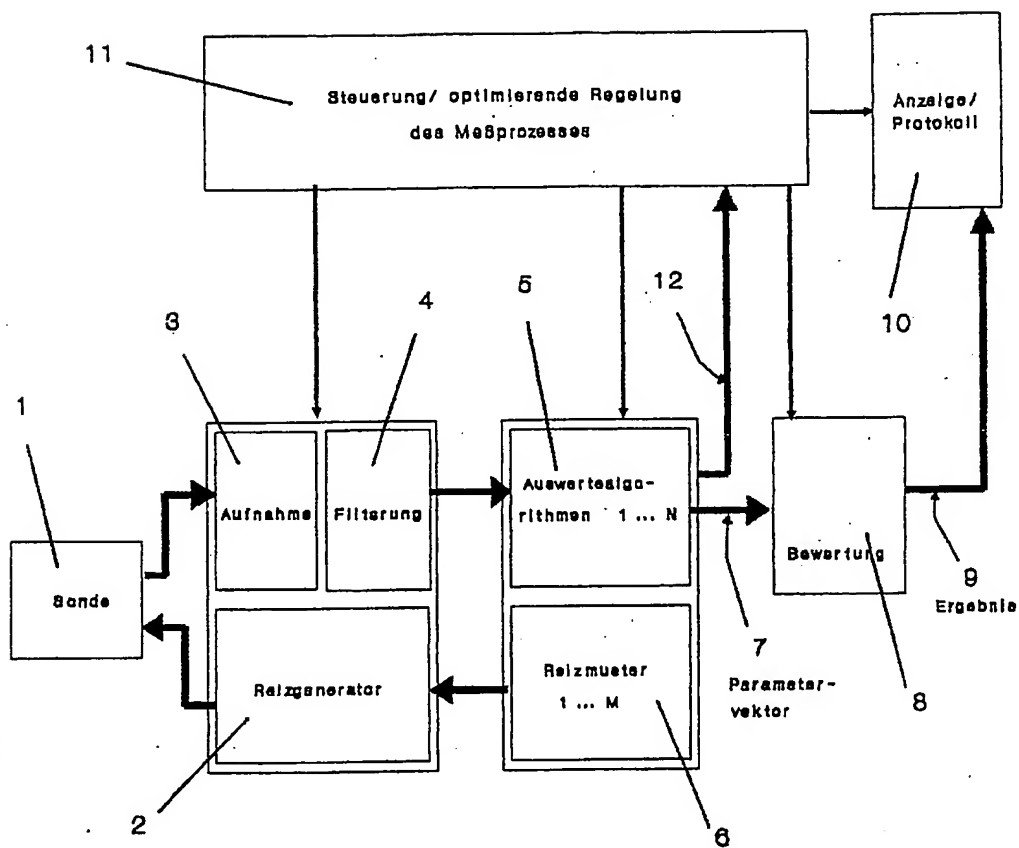 11
Steuerung/ optimierende Regelung
des Meßprozesses
Anzeige/
Protokoll
10
12
5
4
3
1
Aufnahme
Filterung
Auswertealgo-
rithmen 1 ... N
Sonde
Bewertung
9
Ergebnis
7
Parameter-
vektor
8
Reizgenerator
Reizmuster
1 ... M
2
6